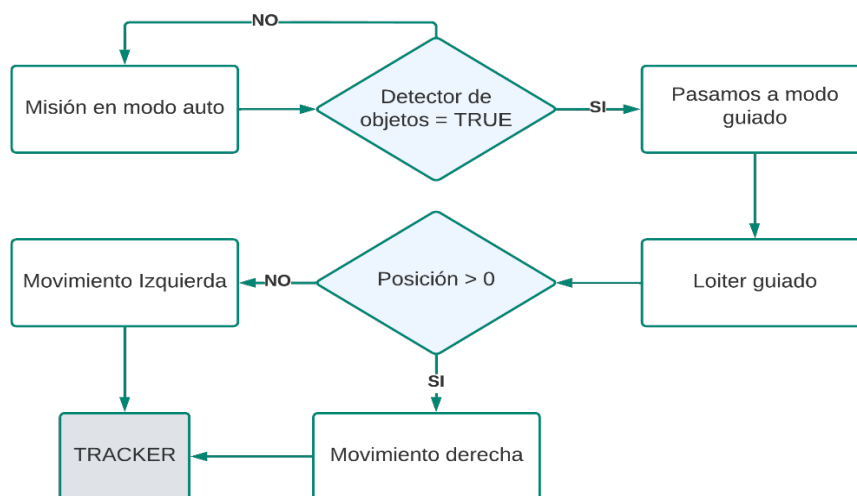 NO
Misión en modo auto
Detector de
objetos = TRUE
SI
Pasamos a modo
guiado
Movimiento Izquierda
NO
Posición > 0
Loiter guiado
SI
TRACKER
Movimiento derecha